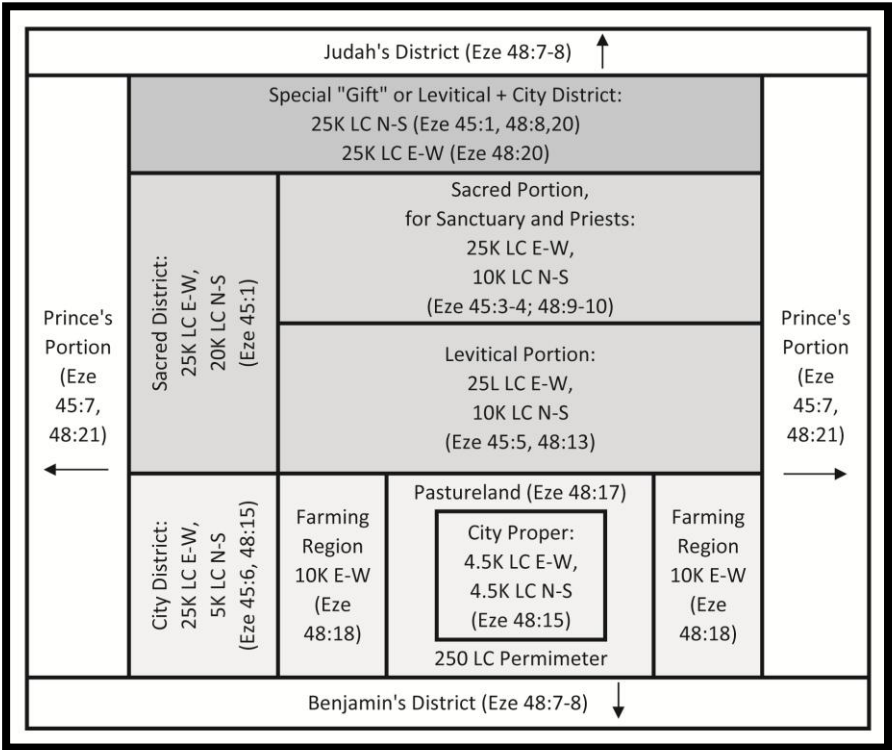 Judah's District (Eze 48:7-8)
Special "Gift" or Levitical + City District:
25K LC N-S (Eze 45:1, 48:8,20)
25K LC E-W (Eze 48:20)
Prince's
Portion
(Eze
45:7,
48:21)
Sacred District:
25K LC E-W,
20K LC N-S
(Eze 45:1)
Sacred Portion,
for Sanctuary and Priests:
25K LC E-W,
10K LC N-S
(Eze 45:3-4; 48:9-10)
Levitical Portion:
25L LC E-W,
10K LC N-S
(Eze 45:5, 48:13)
Prince's
Portion
(Eze
45:7,
48:21)
City District:
25K LC E-W,
5K LC N-S
(Eze 45:6, 48:15)
Farming
Region
10K E-W
(Eze
48:18)
Pastureland (Eze 48:17)
City Proper:
4.5K LC E-W,
4.5K LC N-S
(Eze 48:15)
250 LC Permimeter
Farming
Region
10K E-W
(Eze
48:18)
Benjamin's District (Eze 48:7-8)